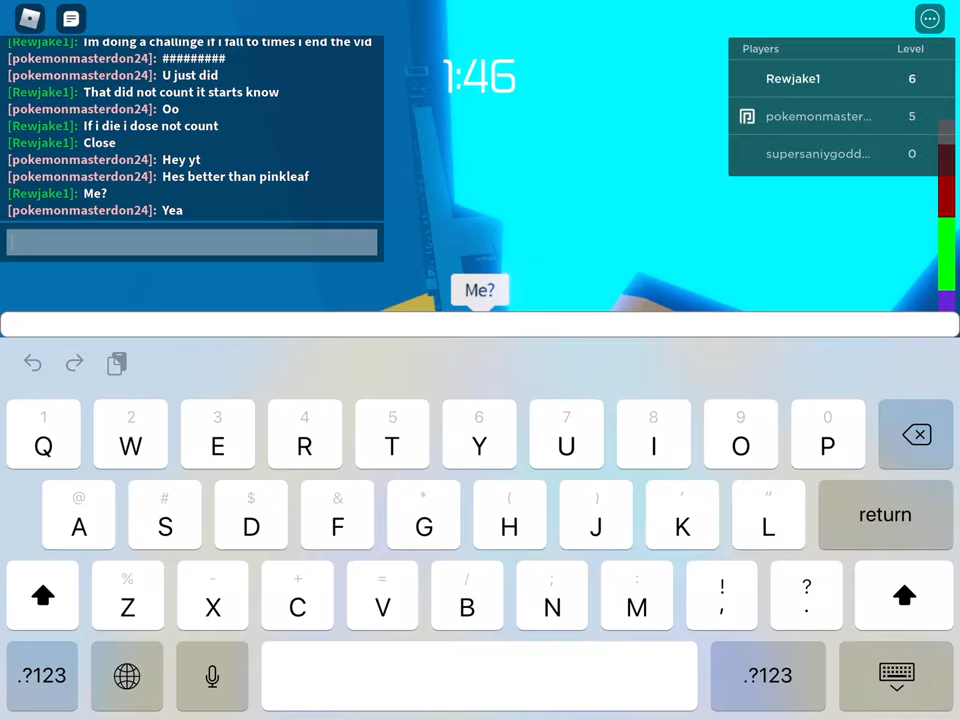 [Rewjake1]: Im doing a challinge if i fall to times i end the vid
[pokemonmasterdon24]: #########
[pokemonmasterdon24]: U just did
[Rewjake1]: That did not count it starts know
[pokemonmasterdon24]: Oo
[Rewjake1]: If i die i dose not count
[Rewjake1]: Close
[pokemonmasterdon24]: Hey yt
[pokemonmasterdon24]: Hes better than pinkleaf
[Rewjake1]: Me?
[pokemonmasterdon24]: Yea
1:46
Players Level
Rewjake1 6
pokemonmaster... 5
supersaniygodd... 0
Me?
1 2 3 4 5 6 7 8 9 0
Q W E R T Y U I O P
@ # $ & * ( ) ' "
A S D F G H J K L return
% - + = / ; : ! ?
Z X C V B N M , .
.?123 .?123